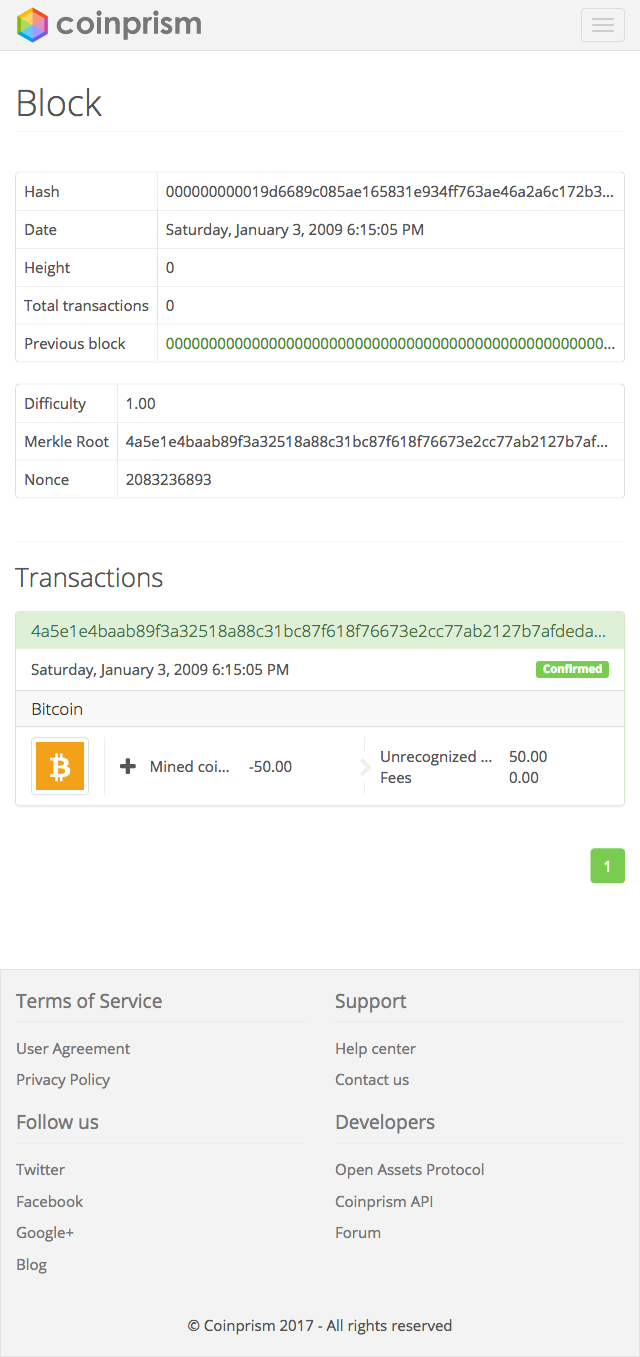 coinprism
Block
Hash 000000000019d6689c085ae165831e934ff763ae46a2a6c172b3...
Date Saturday, January 3, 2009 6:15:05 PM
Height 0
Total transactions 0
Previous block 00000000000000000000000000000000000000000000000000000...
Difficulty 1.00
Merkle Root 4a5e1e4baab89f3a32518a88c31bc87f618f76673e2cc77ab2127b7af...
Nonce 2083236893
Transactions
4a5e1e4baab89f3a32518a88c31bc87f618f76673e2cc77ab2127b7afdeda...
Saturday, January 3, 2009 6:15:05 PM Confirmed
Bitcoin
Mined coi... -50.00
Unrecognized ... 50.00
Fees 0.00
1
Terms of Service
User Agreement
Privacy Policy
Support
Help center
Contact us
Follow us
Twitter
Facebook
Google+
Blog
Developers
Open Assets Protocol
Coinprism API
Forum
© Coinprism 2017 - All rights reserved